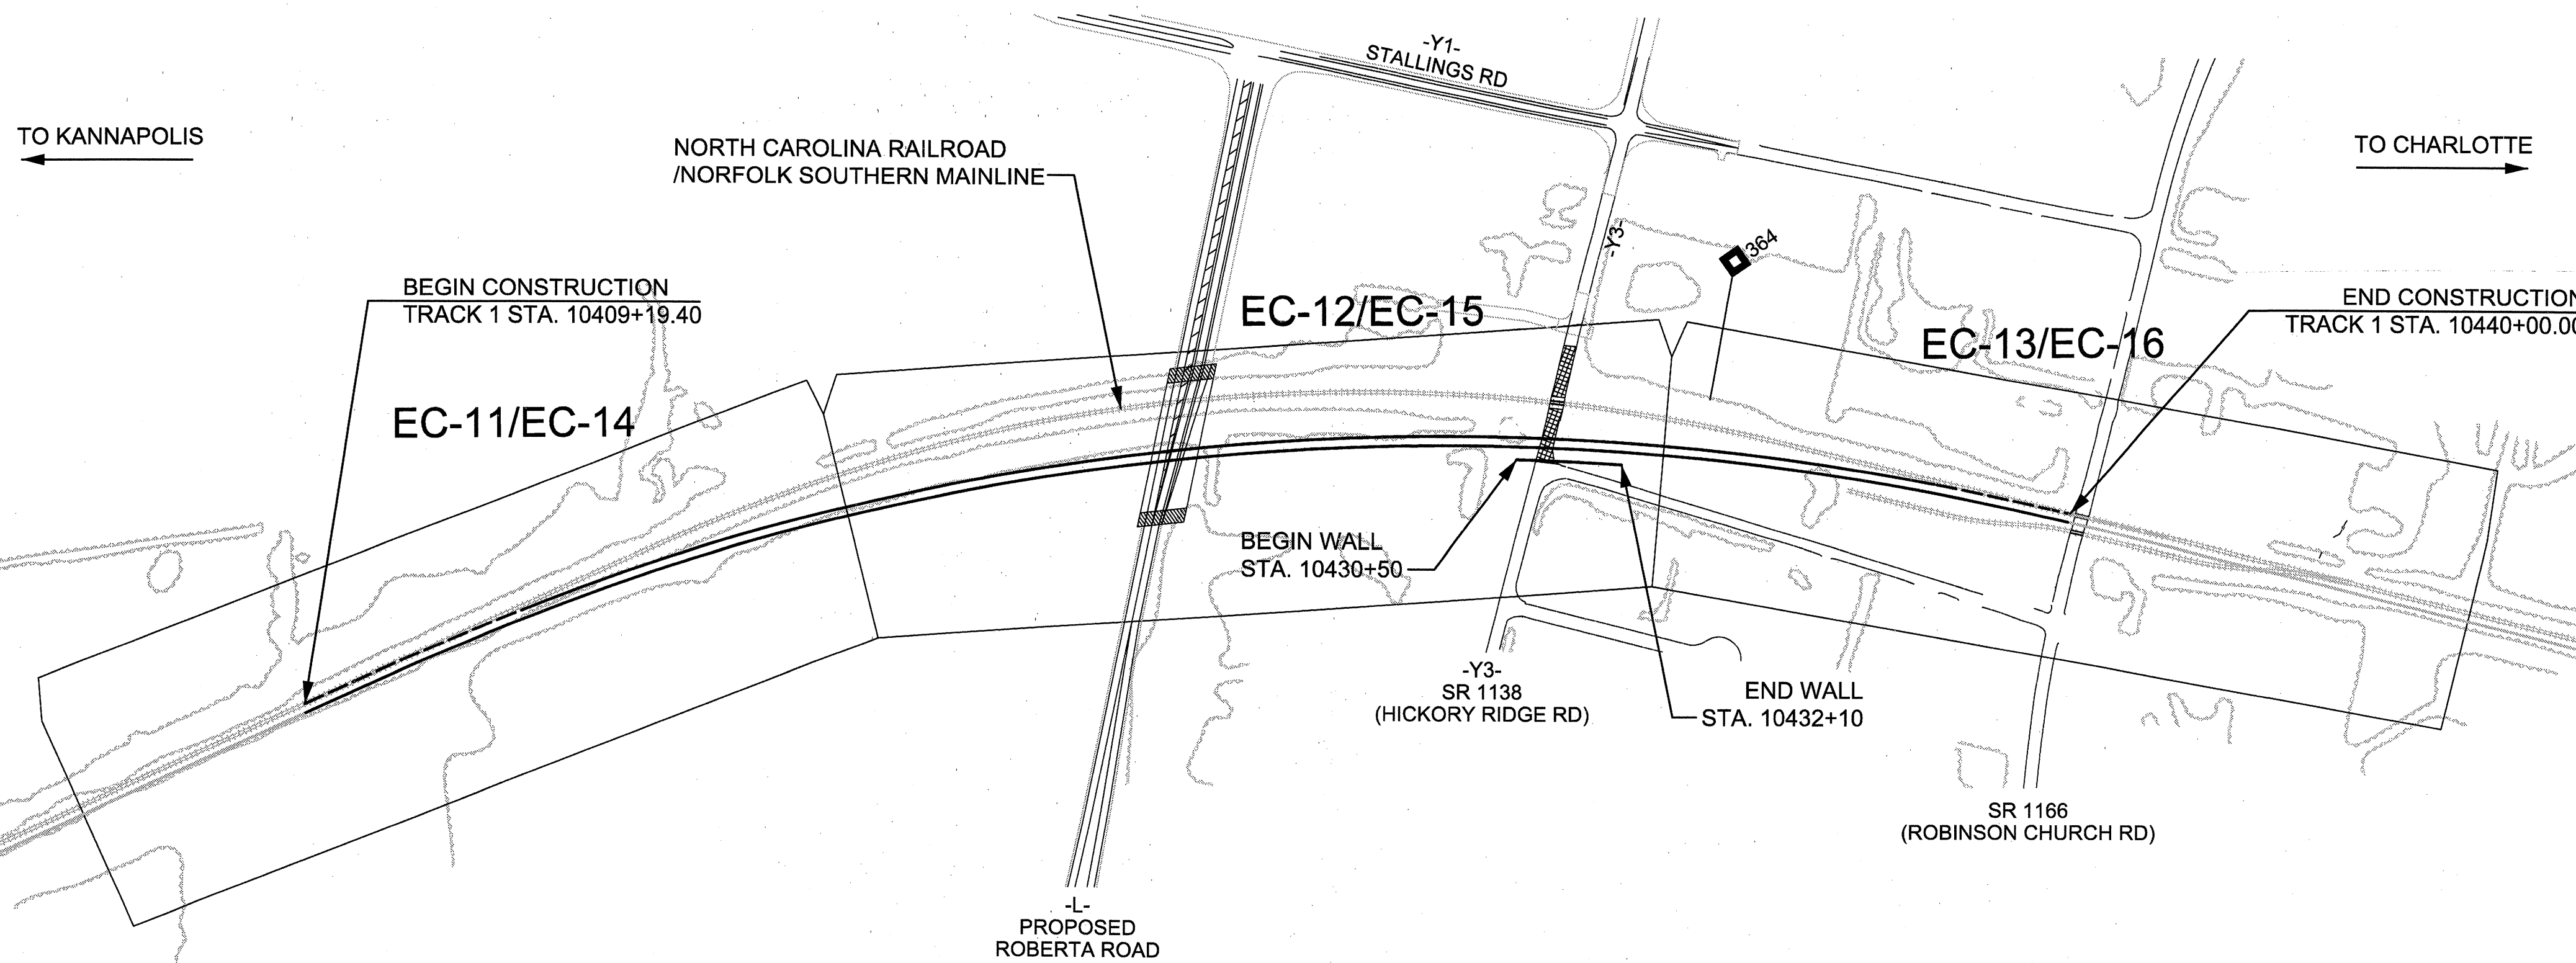 -Y1-
STALLINGS RD
TO KANNAPOLIS
NORTH CAROLINA RAILROAD
/NORFOLK SOUTHERN MAINLINE
TO CHARLOTTE
-Y3-
364
BEGIN CONSTRUCTION
TRACK 1 STA. 10409+19.40
EC-12/EC-15
END CONSTRUCTION
TRACK 1 STA. 10440+00.00
EC-13/EC-16
EC-11/EC-14
BEGIN WALL
STA. 10430+50
-Y3-
SR 1138
(HICKORY RIDGE RD)
END WALL
STA. 10432+10
SR 1166
(ROBINSON CHURCH RD)
-L-
PROPOSED
ROBERTA ROAD